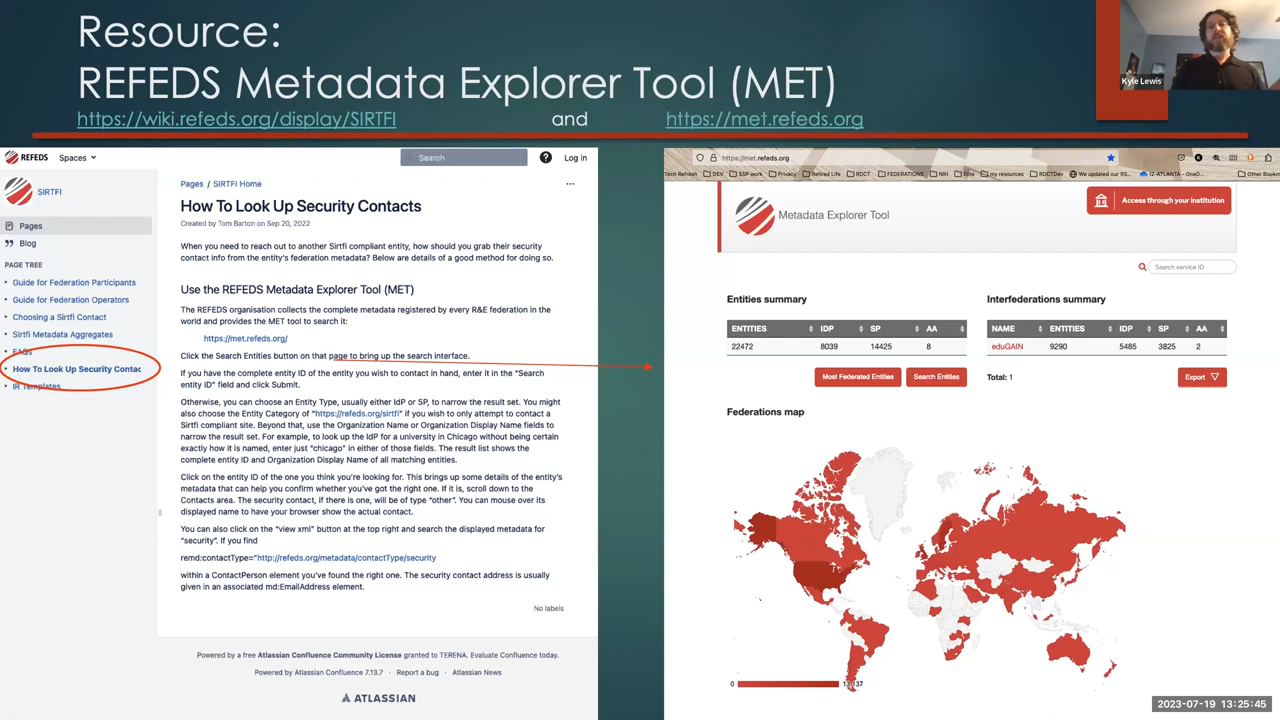 Resource:
REFEDS Metadata Explorer Tool (MET)
https://wiki.refeds.org/display/SIRTFI and https://met.refeds.org
Kyle Lewis
REFEDS Spaces
Search
Log in
SIRTFI
Pages
Blog
PAGE TREE
Guide for Federation Participants
Guide for Federation Operators
Choosing a Sirtfi Contact
Sirtfi Metadata Aggregates
FAQs
How To Look Up Security Contac
IR Templates
Pages / SIRTFI Home
How To Look Up Security Contacts
Created by Tom Barton on Sep 20, 2022
When you need to reach out to another Sirtfi compliant entity, how should you grab their security
contact info from the entity's federation metadata? Below are details of a good method for doing so.
Use the REFEDS Metadata Explorer Tool (MET)
The REFEDS organisation collects the complete metadata registered by every R&E federation in the
world and provides the MET tool to search it:
https://met.refeds.org/
Click the Search Entities button on that page to bring up the search interface.
If you have the complete entity ID of the entity you wish to contact in hand, enter it in the "Search
entity ID" field and click Submit.
Otherwise, you can choose an Entity Type, usually either IdP or SP, to narrow the result set. You might
also choose the Entity Category of "https://refeds.org/sirtfi" if you wish to only attempt to contact a
Sirtfi compliant site. Beyond that, use the Organization Name or Organization Display Name fields to
narrow the result set. For example, to look up the IdP for a university in Chicago without being certain
exactly how it is named, enter just "chicago" in either of those fields. The result list shows the
complete entity ID and Organization Display Name of all matching entities.
Click on the entity ID of the one you think you're looking for. This brings up some details of the entity's
metadata that can help you confirm whether you've got the right one. If it is, scroll down to the
Contacts area. The security contact, if there is one, will be of type "other". You can mouse over its
displayed name to have your browser show the actual contact.
You can also click on the "view xml" button at the top right and search the displayed metadata for
"security". If you find
remd:contactType="http://refeds.org/metadata/contactType/security
within a ContactPerson element you've found the right one. The security contact address is usually
given in an associated md:EmailAddress element.
No labels
Powered by a free Atlassian Confluence Community License granted to TERENA. Evaluate Confluence today.
Powered by Atlassian Confluence 7.13.7 · Report a bug · Atlassian News
ATLASSIAN
https://met.refeds.org
Tech Refresh DEV SSP work Privacy Retired Life RDCT FEDERATIONS NIH Elite my resources RDCTDev We updated our RS... I2-ATLANTA - OneD... Other Bookm
Access through your institution
Metadata Explorer Tool
Search service ID
Entities summary
ENTITIES IDP SP AA
22472 8039 14425 8
Most Federated Entities Search Entities
Interfederations summary
NAME ENTITIES IDP SP AA
eduGAIN 9290 5485 3825 2
Total: 1 Export
Federations map
0
2023-07-19 13:25:45